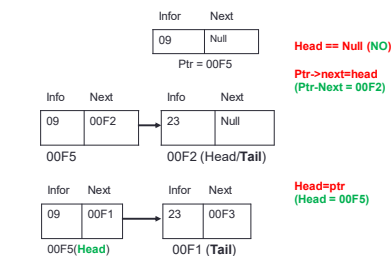 Infor Next
09 Null
Ptr = 00F5
Head == Null (NO)
Ptr->next=head
(Ptr-Next = 00F2)
Info Next Info Next
09 00F2 23 Null
00F5 00F2 (Head/Tail)
Head=ptr
(Head = 00F5)
Infor Next Infor Next
09 00F1 23 00F3
00F5(Head) 00F1 (Tail)